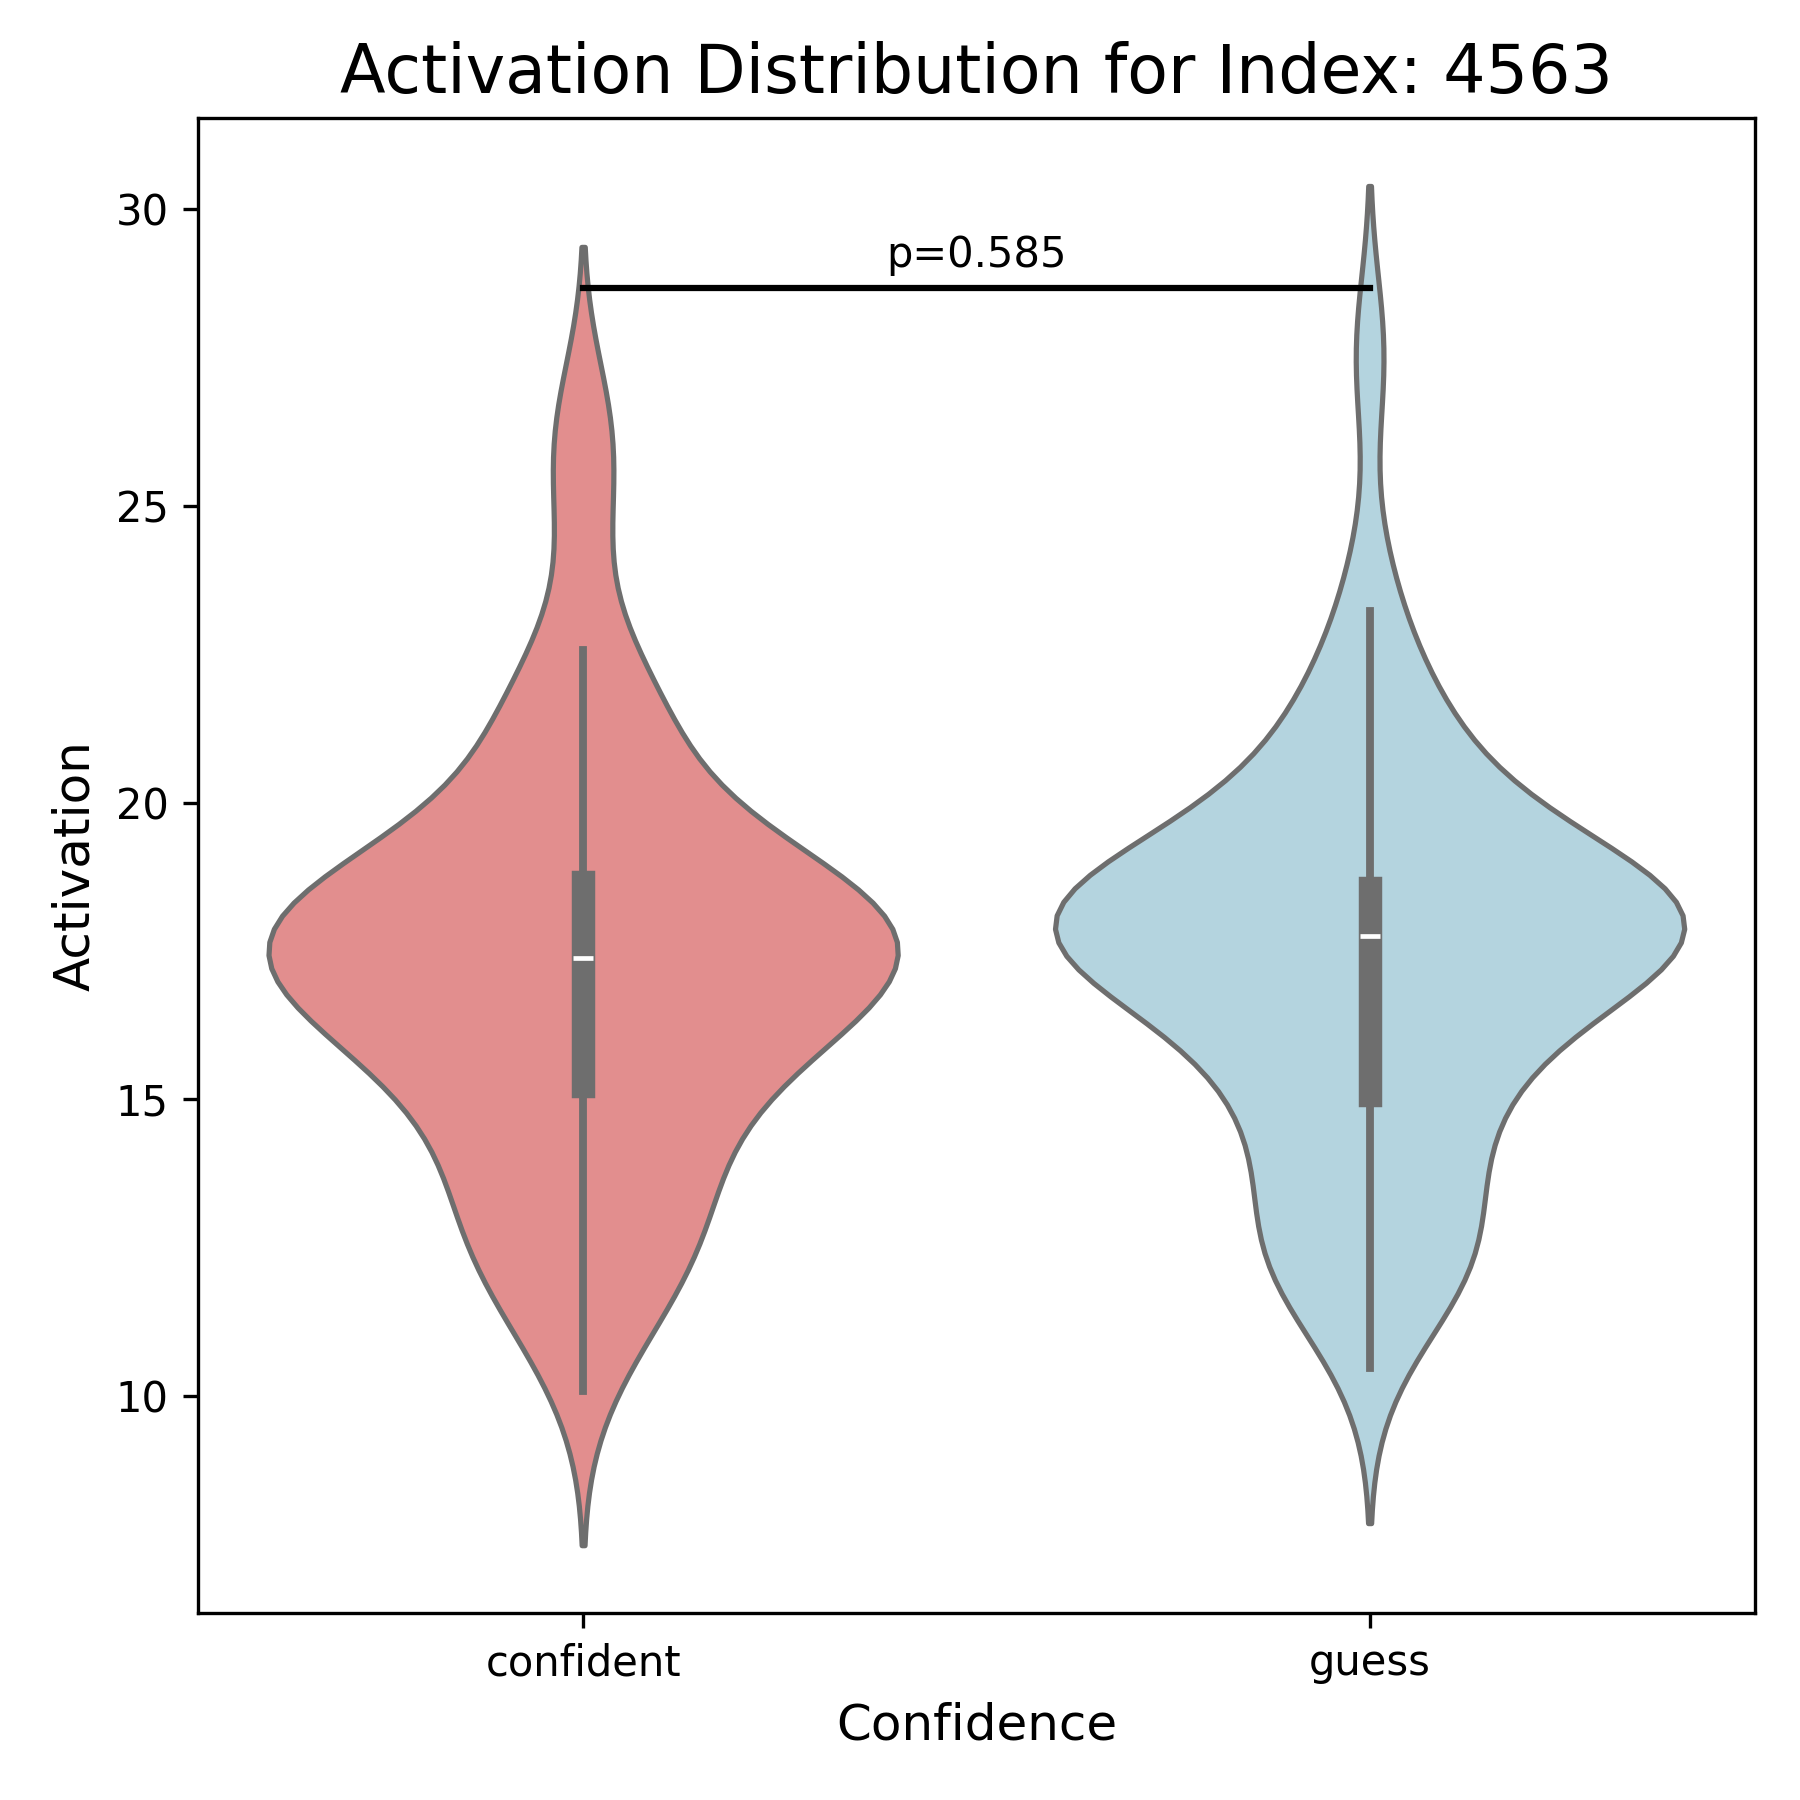 Activation Distribution for Index: 4563
30
p=0.585
25
20
Activation
15
10
confident
guess
Confidence